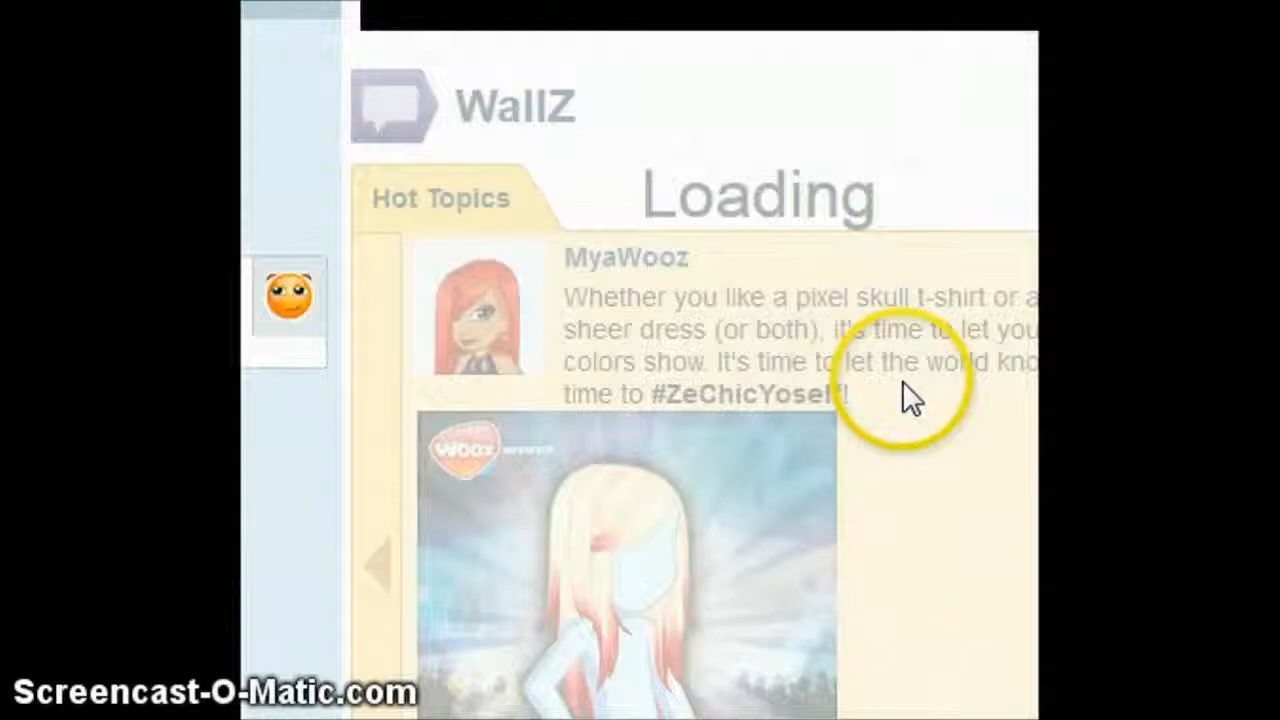 WallZ
Loading
Hot Topics
MyaWooz
Whether you like a pixel skull t-shirt or a
sheer dress (or both), it's time to let you
colors show. It's time to let the world kno
time to #ZeChicYoself!
Wooz
Screencast-O-Matic.com